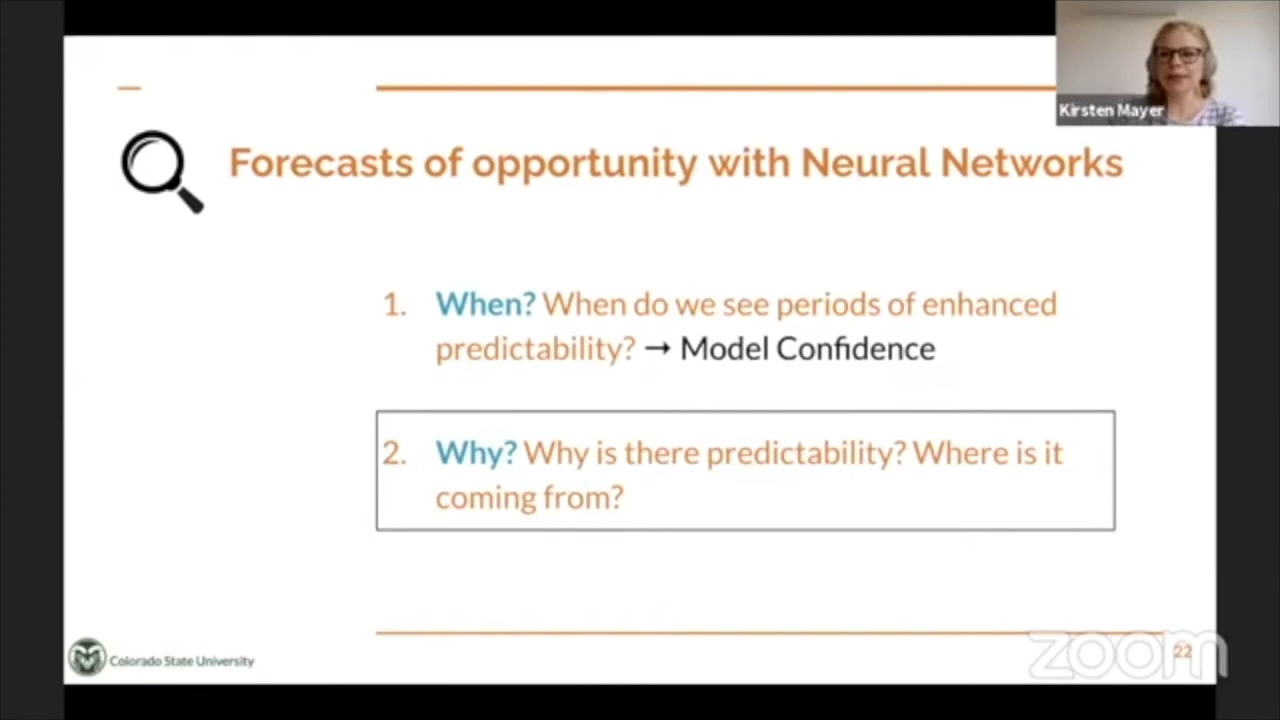 Kirsten Mayer
Forecasts of opportunity with Neural Networks
1. When? When do we see periods of enhanced
predictability? → Model Confidence
2. Why? Why is there predictability? Where is it
coming from?
Colorado State University
zoom
22